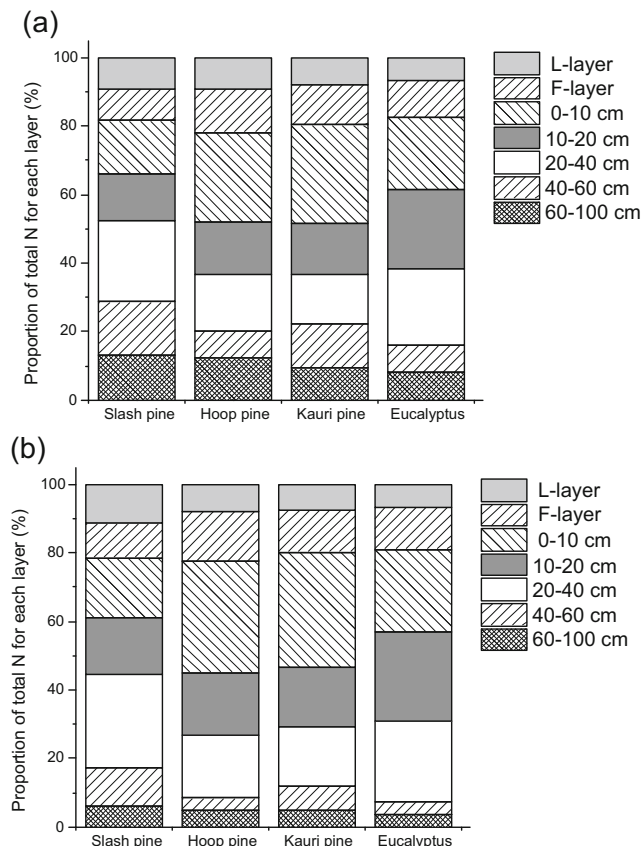 (a)
100
80
60
40
20
0
Proportion of total N for each layer (%)
Slash pine Hoop pine Kauri pine Eucalyptus
L-layer
F-layer
0-10 cm
10-20 cm
20-40 cm
40-60 cm
60-100 cm
(b)
100
80
60
40
20
0
Proportion of total N for each layer (%)
Slash pine Hoop pine Kauri pine Eucalyptus
L-layer
F-layer
0-10 cm
10-20 cm
20-40 cm
40-60 cm
60-100 cm